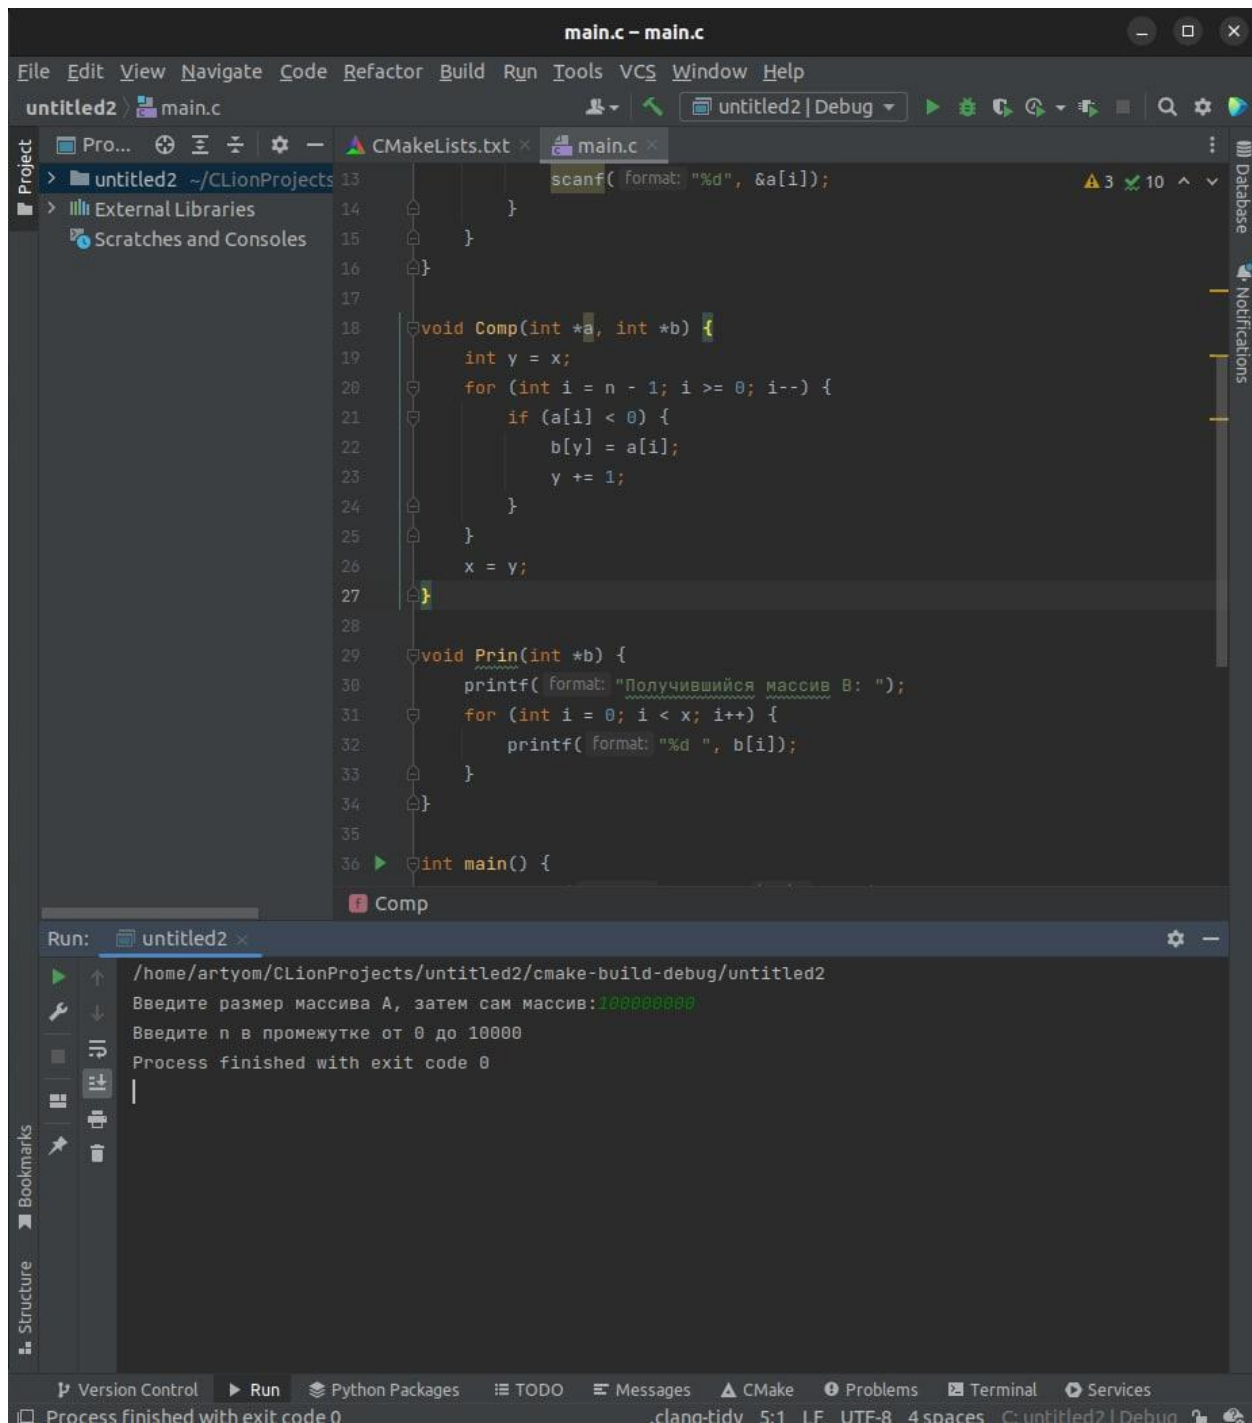 main.c – main.c
File Edit View Navigate Code Refactor Build Run Tools VCS Window Help
untitled2 main.c untitled2 | Debug
Project
Pro... CMakeLists.txt main.c
untitled2 ~/CLionProjects
External Libraries
Scratches and Consoles
13 scanf( format: "%d", &a[i]); 3 10
14 }
15 }
16 }
17
18 void Comp(int *a, int *b) {
19 int y = x;
20 for (int i = n - 1; i >= 0; i--) {
21 if (a[i] < 0) {
22 b[y] = a[i];
23 y += 1;
24 }
25 }
26 x = y;
27 }
28
29 void Prin(int *b) {
30 printf( format: "Получившийся массив B: ");
31 for (int i = 0; i < x; i++) {
32 printf( format: "%d ", b[i]);
33 }
34 }
35
36 int main() {
Comp
Database
Notifications
Run: untitled2
/home/artyom/CLionProjects/untitled2/cmake-build-debug/untitled2
Введите размер массива A, затем сам массив:100000000
Введите n в промежутке от 0 до 10000
Process finished with exit code 0
Bookmarks
Structure
Version Control Run Python Packages TODO Messages CMake Problems Terminal Services
Process finished with exit code 0 .clang-tidy 5:1 LF UTF-8 4 spaces C: untitled2 | Debug